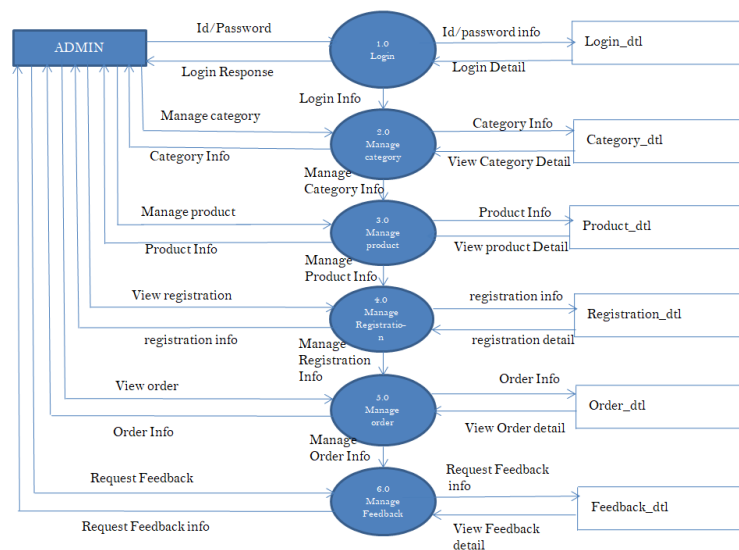 Id/Password
Id/password info
ADMIN
1.0
Login
Login_dtl
Login Response
Login Detail
Login Info
Manage category
Category Info
2.0
Manage
category
Category_dtl
Category Info
View Category Detail
Manage
Category Info
Manage product
Product Info
3.0
Manage
product
Product_dtl
Product Info
View product Detail
Manage
Product Info
View registration
registration info
4.0
Manage
Registratio-
n
Registration_dtl
registration info
registration detail
Manage
Registration
Info
View order
Order Info
5.0
Manage
order
Order_dtl
Order Info
View Order detail
Manage
Order Info
Request Feedback
Request Feedback
info
6.0
Manage
Feedback
Feedback_dtl
Request Feedback info
View Feedback
detail